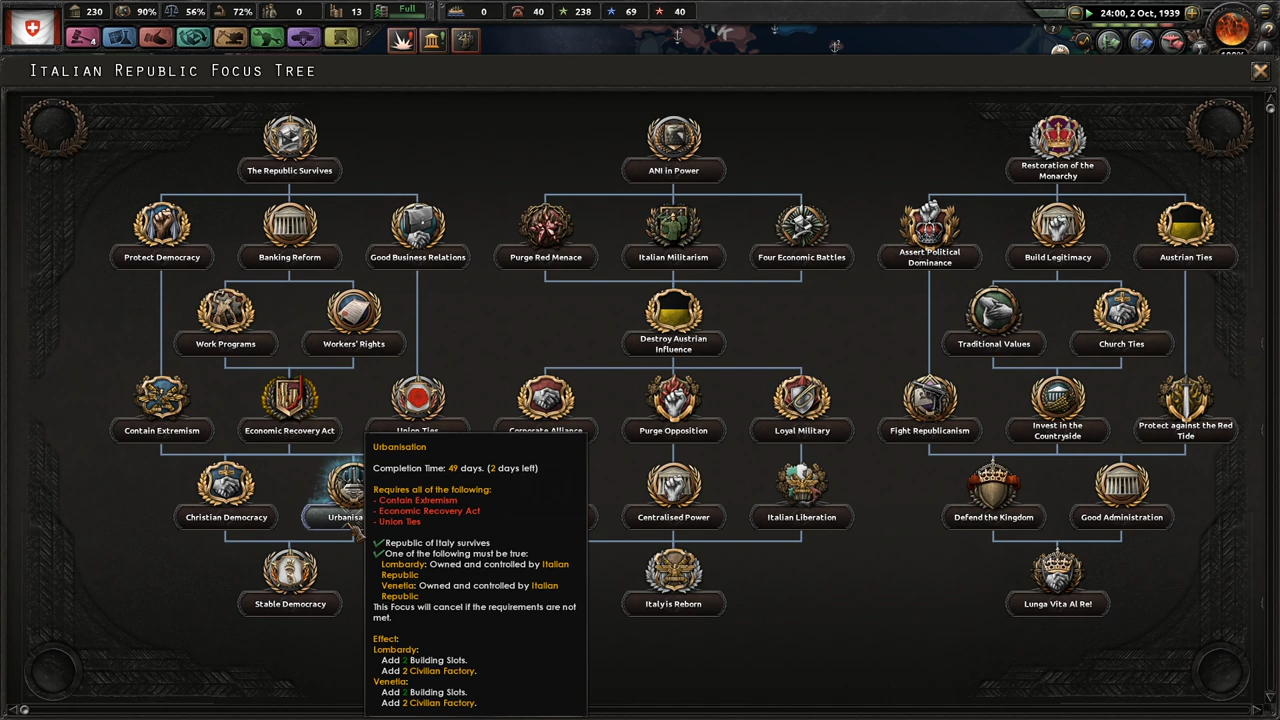 230 90% 56% 72% 0 13 Full 0 40 238 69 40 24:00, 2 Oct, 1939
4
100%
Italian Republic Focus Tree
The Republic Survives ANI in Power Restoration of the
Monarchy
Protect Democracy Banking Reform Good Business Relations Purge Red Menace Italian Militarism Four Economic Battles Assert Political
Dominance Build Legitimacy Austrian Ties
Work Programs Workers' Rights Destroy Austrian
Influence Traditional Values Church Ties
Contain Extremism Economic Recovery Act Union Ties Corporate Alliance Purge Opposition Loyal Military Fight Republicanism Invest in the
Countryside Protect against the Red
Tide
Christian Democracy Urbanisa Centralised Power Italian Liberation Defend the Kingdom Good Administration
Stable Democracy Italy is Reborn Lunga Vita Al Re!
Urbanisation
Completion Time: 49 days. (2 days left)
Requires all of the following:
- Contain Extremism
- Economic Recovery Act
- Union Ties
Republic of Italy survives
One of the following must be true:
Lombardy: Owned and controlled by Italian
Republic
Venetia: Owned and controlled by Italian
Republic
This Focus will cancel if the requirements are not
met.
Effect:
Lombardy:
Add 2 Building Slots.
Add 2 Civilian Factory.
Venetia:
Add 2 Building Slots.
Add 2 Civilian Factory.